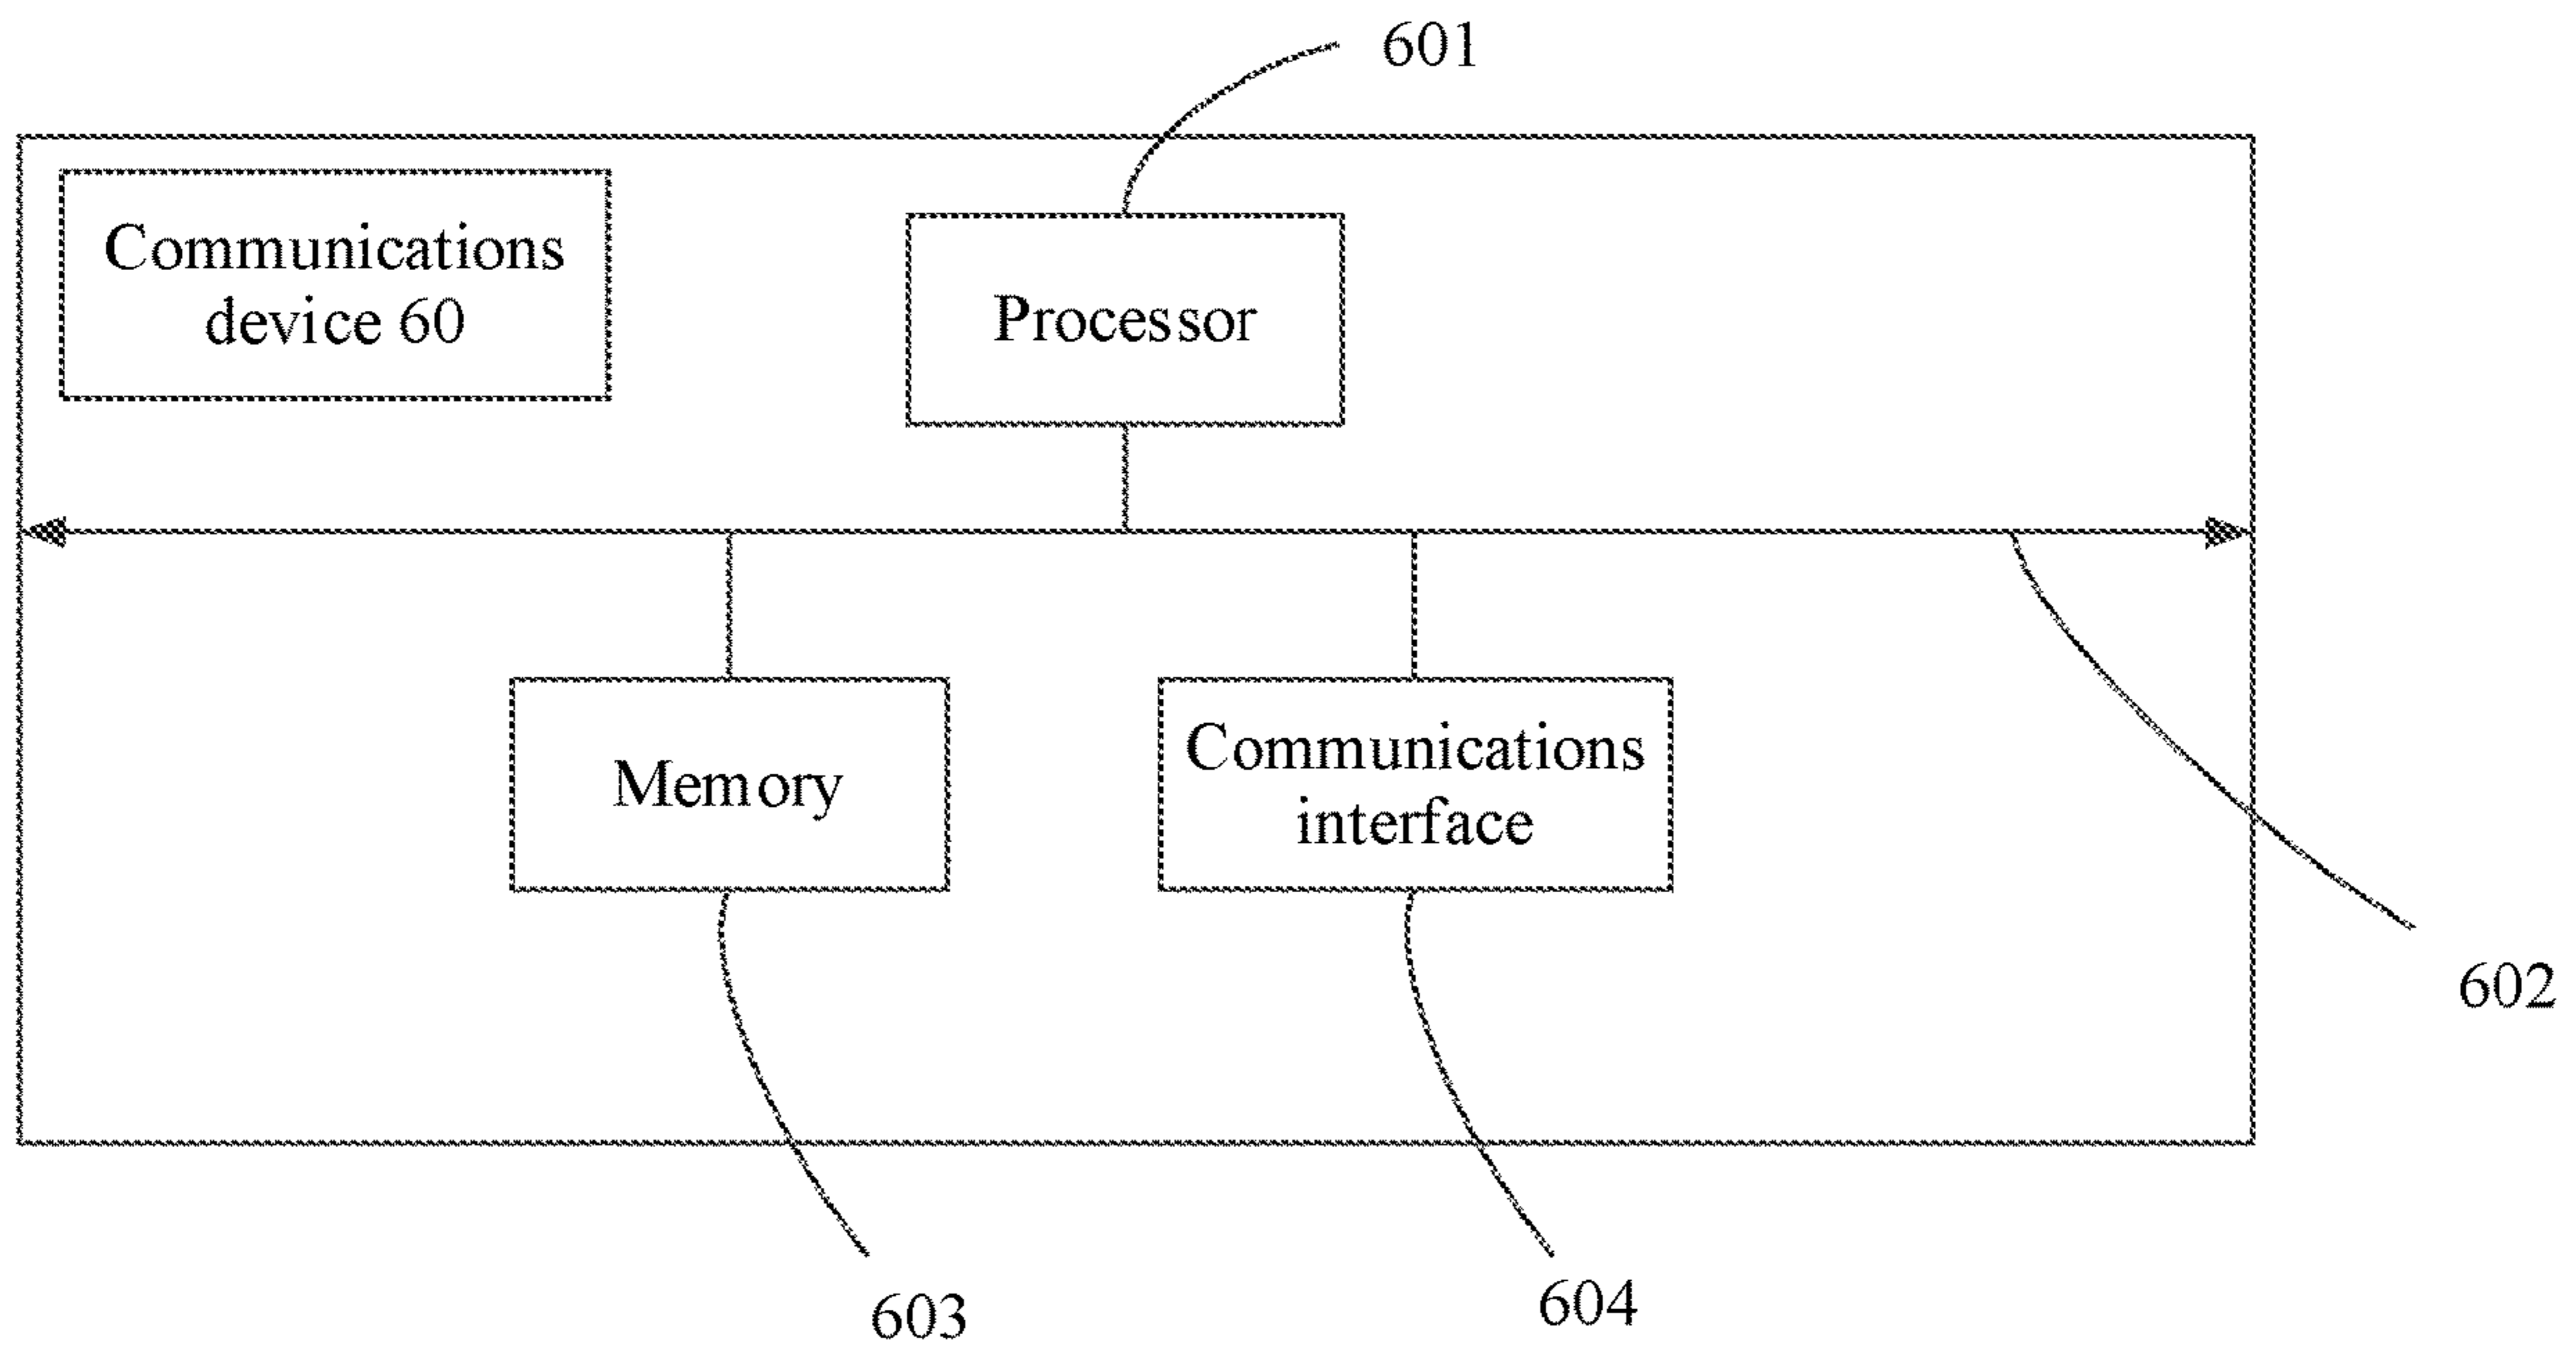 601
Communications
device 60
Processor
Memory
Communications
interface
602
603
604